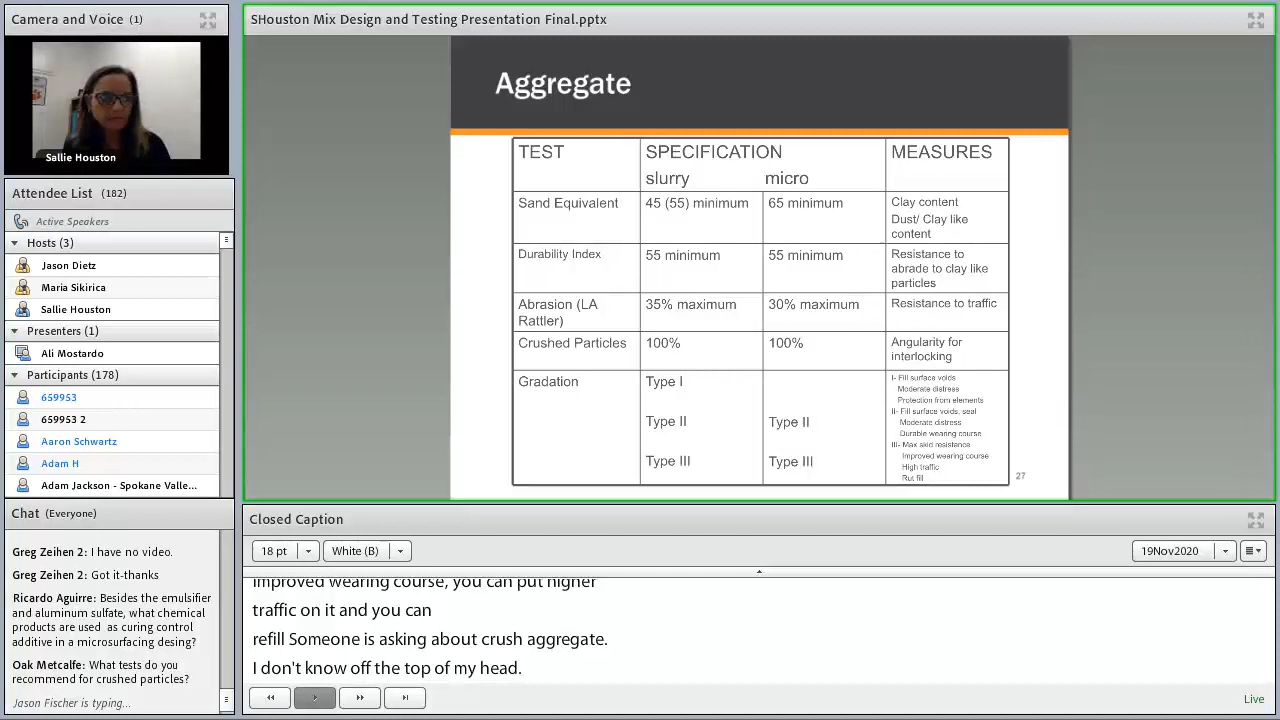 Camera and Voice (1)
Sallie Houston
Attendee List (182)
Active Speakers
Hosts (3)
Jason Dietz
Maria Sikirica
Sallie Houston
Presenters (1)
Ali Mostardo
Participants (178)
659953
659953 2
Aaron Schwartz
Adam H
Adam Jackson - Spokane Valle...
Chat (Everyone)
Greg Zeihen 2: I have no video.
Greg Zeihen 2: Got it-thanks
Ricardo Aguirre: Besides the emulsifier
and aluminum sulfate, what chemical
products are used as curing control
additive in a microsurfacing desing?
Oak Metcalfe: What tests do you
recommend for crushed particles?
Jason Fischer is typing...
SHouston Mix Design and Testing Presentation Final.pptx
Aggregate
TEST SPECIFICATION MEASURES
slurry micro
Sand Equivalent 45 (55) minimum 65 minimum Clay content
Dust/ Clay like
content
Durability Index 55 minimum 55 minimum Resistance to
abrade to clay like
particles
Abrasion (LA 35% maximum 30% maximum Resistance to traffic
Rattler)
Crushed Particles 100% 100% Angularity for
interlocking
Gradation Type I I- Fill surface voids
Moderate distress
Protection from elements
Type II Type II II- Fill surface voids, seal
Moderate distress
Durable wearing course
Type III Type III III- Max skid resistance
Improved wearing course
High traffic
Rut fill
27
Closed Caption
18 pt White (B) 19Nov2020
improved wearing course, you can put higher
traffic on it and you can
refill Someone is asking about crush aggregate.
I don't know off the top of my head.
Live